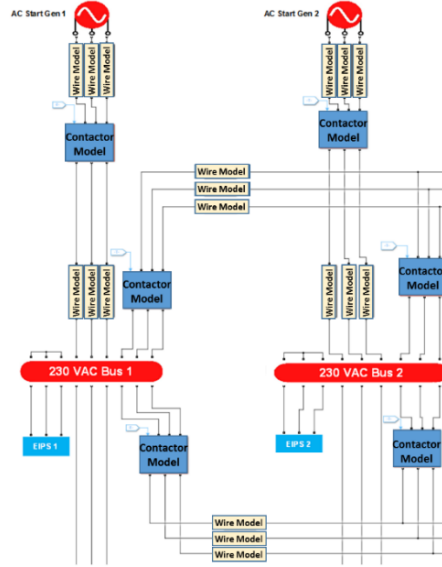 AC Start Gen 1
AC Start Gen 2
Wire Model
Wire Model
Wire Model
Wire Model
Wire Model
Wire Model
Contactor
Model
Contactor
Model
Wire Model
Wire Model
Wire Model
Wire Model
Wire Model
Wire Model
Contactor
Model
Wire Model
Wire Model
Wire Model
Contactor
Model
230 VAC Bus 1
230 VAC Bus 2
EIPS 1
Contactor
Model
EIPS 2
Contactor
Model
Wire Model
Wire Model
Wire Model